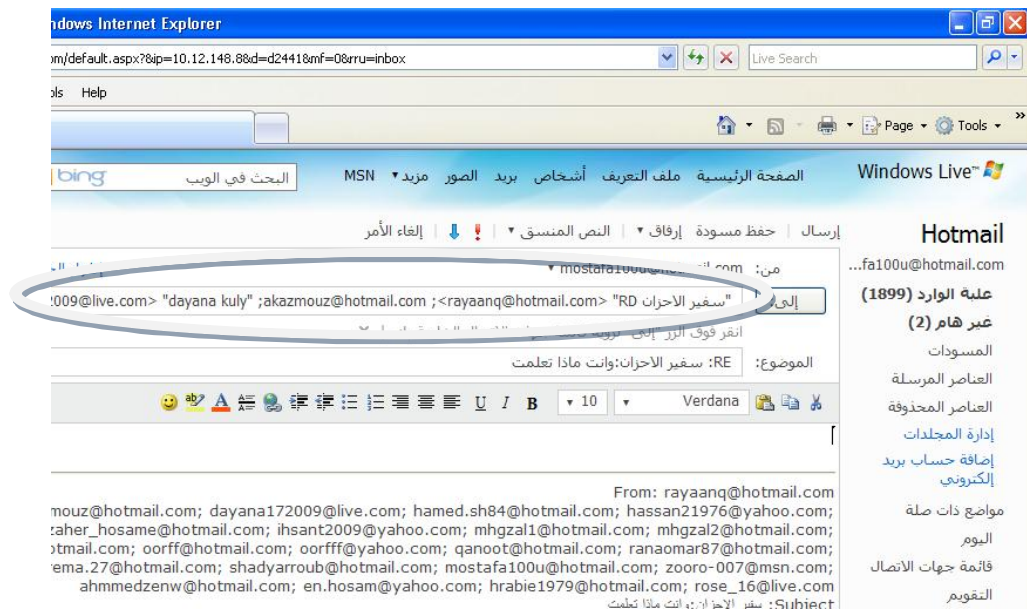 ndows Internet Explorer
om/default.aspx?&ip=10.12.148.8&d=d2441&mf=0&rru=inbox
Live Search
ols Help
Page Tools
bing البحث في الويب
الصفحة الرئيسية ملف التعريف أشخاص بريد الصور مزيد MSN
Windows Live™
إرسال | حفظ مسودة إرفاق | النص المنسق | إلغاء الأمر
Hotmail
من:
...fa100u@hotmail.com
علبة الوارد (1899)
إلى:
"سفير الاحزان RD" <rayaanq@hotmail.com>; akazmouz@hotmail.com; "dayana kuly" <2009@live.com
غير هام (2)
الموضوع: RE: سفير الاحزان:وانت ماذا تعلمت
المسودات
العناصر المرسلة
Verdana 10 B I U
العناصر المحذوفة
إدارة المجلدات
إضافة حساب بريد
إلكتروني
مواضع ذات صلة
اليوم
قائمة جهات الاتصال
التقويم
From: rayaanq@hotmail.com
mouz@hotmail.com; dayana172009@live.com; hamed.sh84@hotmail.com; hassan21976@yahoo.com;
zaher_hosame@hotmail.com; ihsant2009@yahoo.com; mhgzal1@hotmail.com; mhgzal2@hotmail.com;
otmail.com; oorff@hotmail.com; oorfff@yahoo.com; qanoot@hotmail.com; ranaomar87@hotmail.com;
rema.27@hotmail.com; shadyarroub@hotmail.com; mostafa100u@hotmail.com; zooro-007@msn.com;
ahmmedzenw@hotmail.com; en.hosam@yahoo.com; hrabie1979@hotmail.com; rose_16@live.com
Subject: سفير الاحزان:وانت ماذا تعلمت